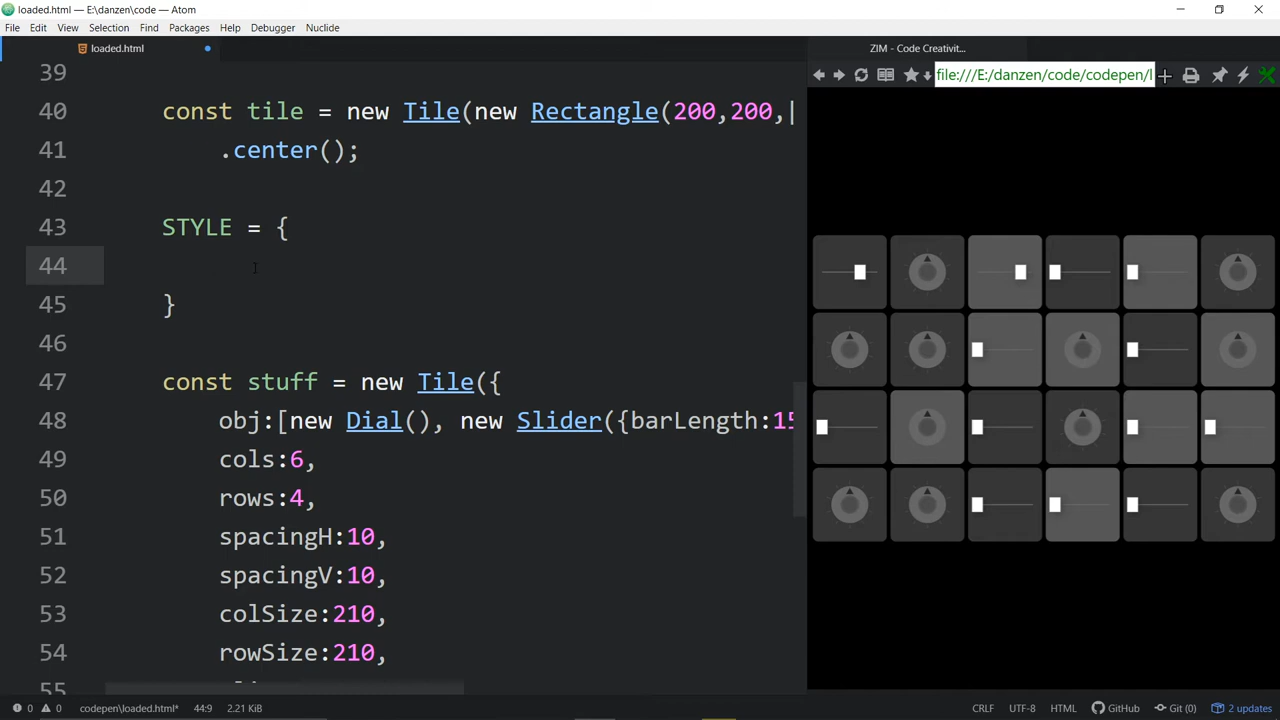 loaded.html — E:\danzen\code — Atom
File Edit View Selection Find Packages Help Debugger Nuclide
loaded.html
ZIM - Code Creativit...
file:///E:/danzen/code/codepen/l
39
40 const tile = new Tile(new Rectangle(200,200,|
41 .center();
42
43 STYLE = {
44
45 }
46
47 const stuff = new Tile({
48 obj:[new Dial(), new Slider({barLength:15
49 cols:6,
50 rows:4,
51 spacingH:10,
52 spacingV:10,
53 colSize:210,
54 rowSize:210,
55
0 0 codepen\loaded.html* 44:9 2.21 KiB CRLF UTF-8 HTML GitHub Git (0) 2 updates